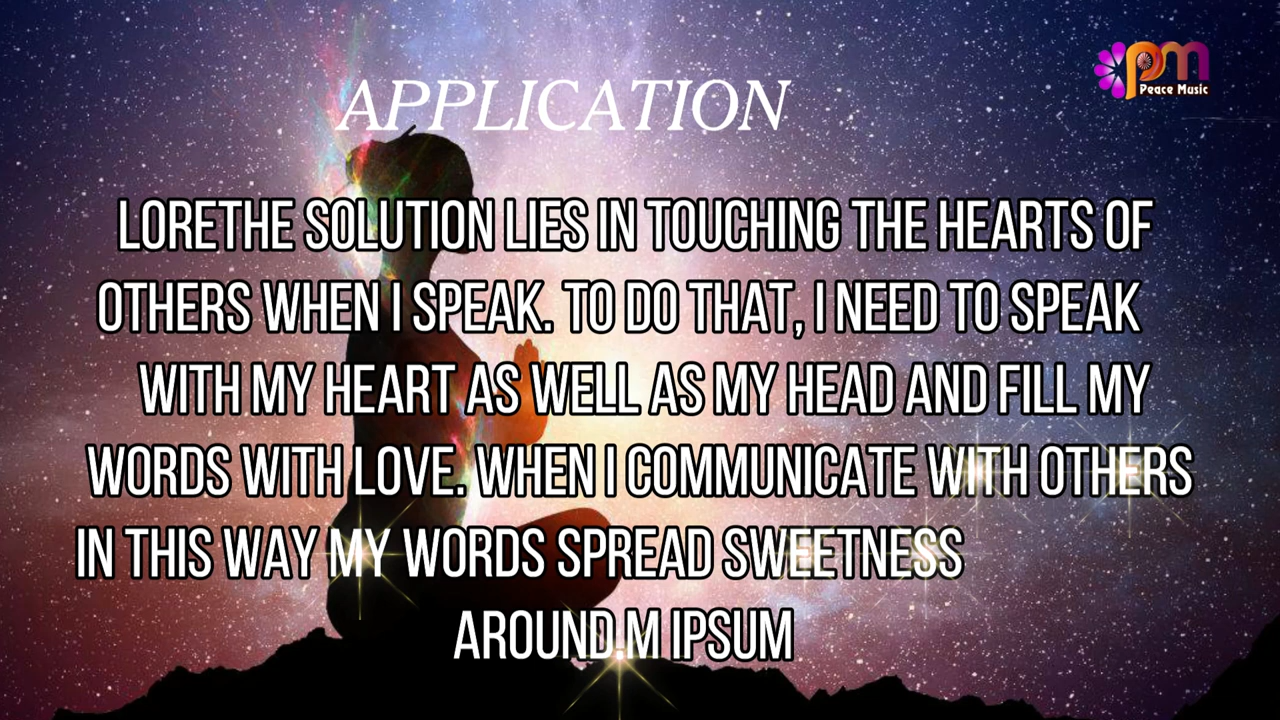 APPLICATION
pm
Peace Music
LORETHE SOLUTION LIES IN TOUCHING THE HEARTS OF
OTHERS WHEN I SPEAK. TO DO THAT, I NEED TO SPEAK
WITH MY HEART AS WELL AS MY HEAD AND FILL MY
WORDS WITH LOVE. WHEN I COMMUNICATE WITH OTHERS
IN THIS WAY MY WORDS SPREAD SWEETNESS
AROUND.M IPSUM